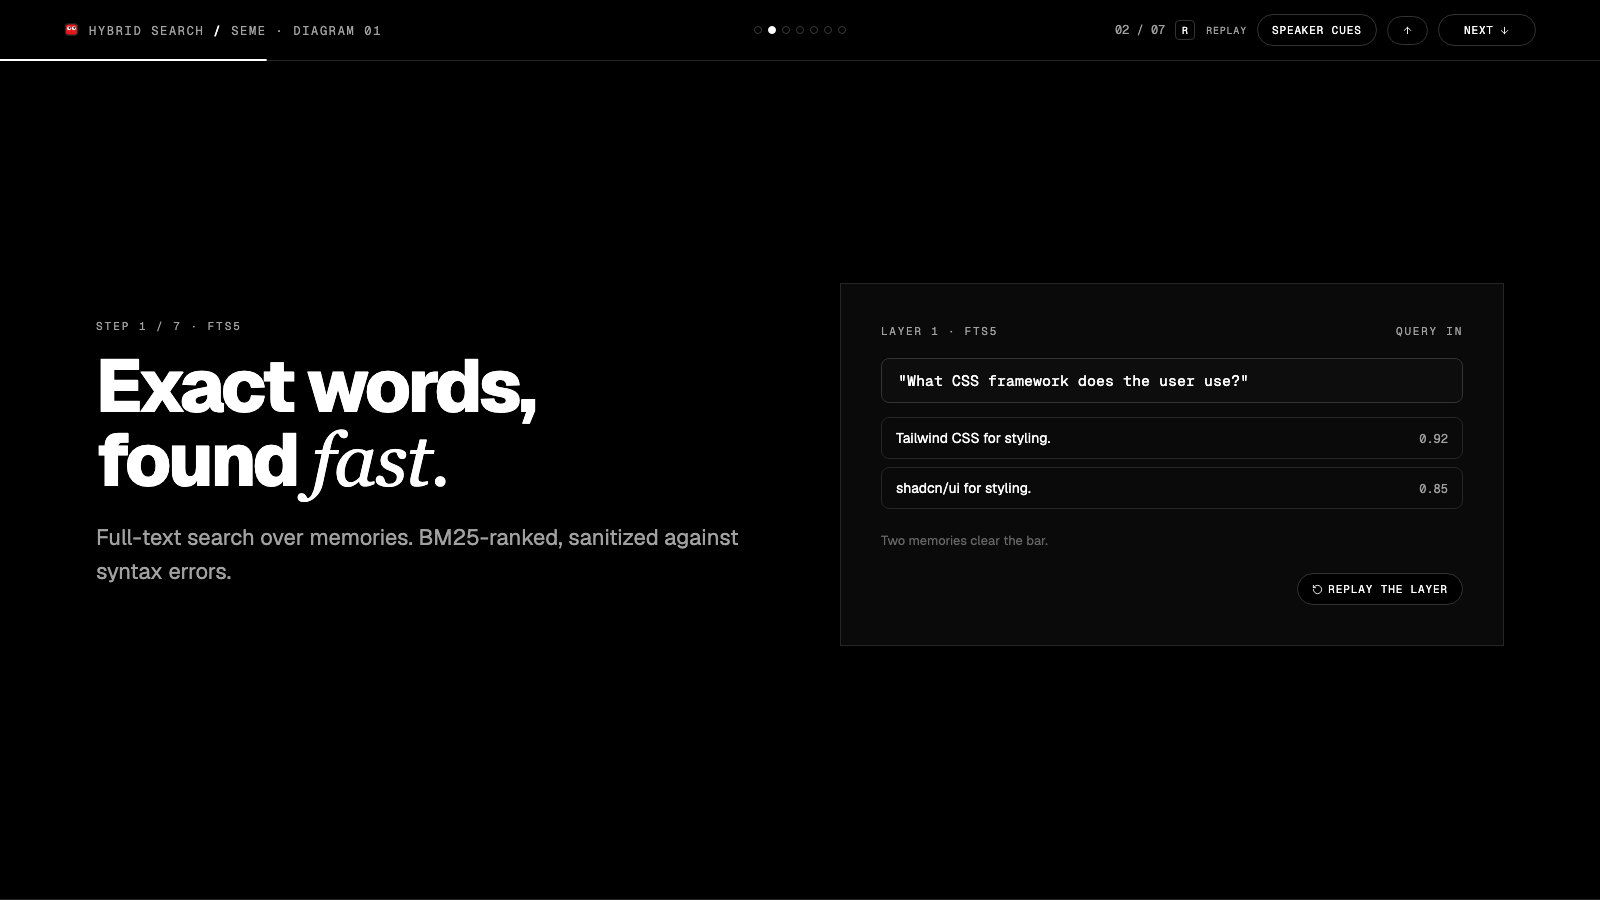 HYBRID SEARCH / SEME · DIAGRAM 01
02 / 07 R REPLAY SPEAKER CUES ↑ NEXT ↓
STEP 1 / 7 · FTS5
Exact words,
found fast.
Full-text search over memories. BM25-ranked, sanitized against
syntax errors.
LAYER 1 · FTS5 QUERY IN
"What CSS framework does the user use?"
Tailwind CSS for styling. 0.92
shadcn/ui for styling. 0.85
Two memories clear the bar.
REPLAY THE LAYER